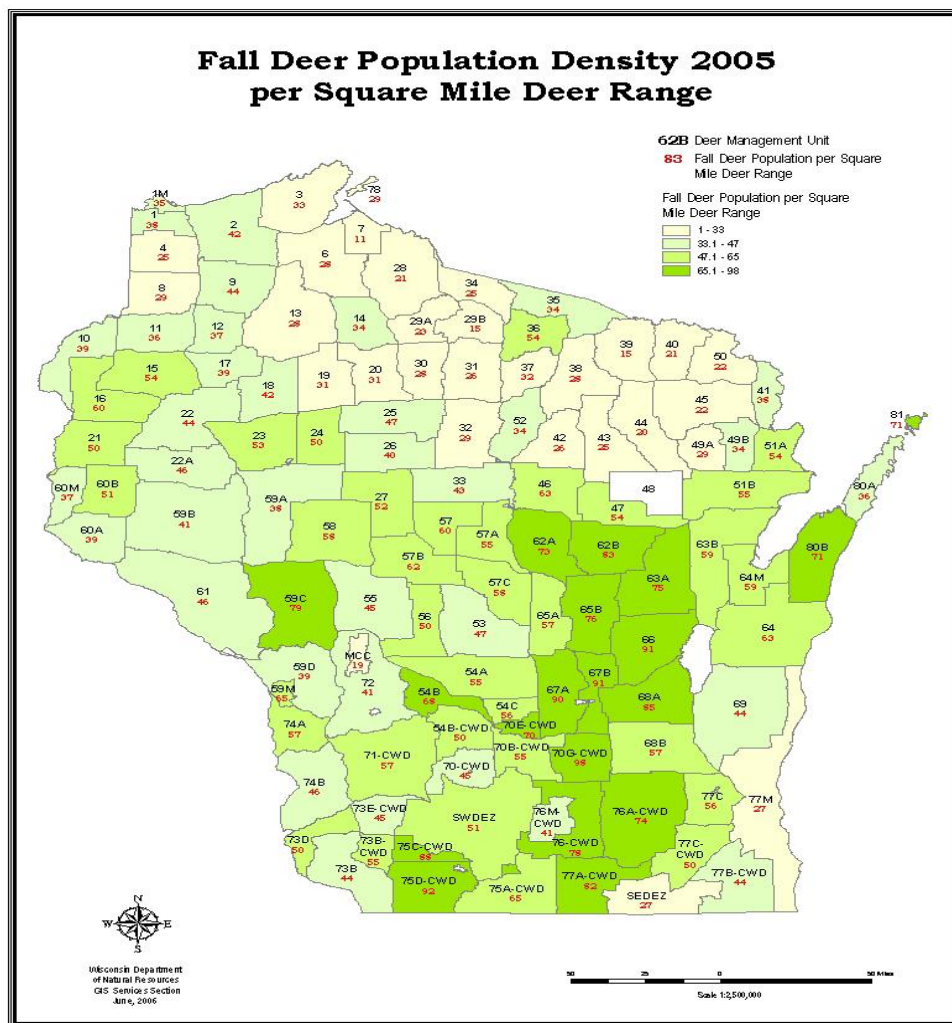 Fall Deer Population Density 2005
per Square Mile Deer Range
62B Deer Management Unit
83 Fall Deer Population per Square
Mile Deer Range
Fall Deer Population per Square
Mile Deer Range
1 - 33
33.1 - 47
47.1 - 65
65.1 - 98
1M
35
1
38
2
42
3
33
78
29
4
25
6
28
7
11
28
21
8
29
9
44
34
25
35
34
10
39
11
36
12
37
13
28
14
34
29A
23
29B
15
36
54
39
15
40
21
50
22
15
54
17
39
18
42
19
31
20
31
30
28
31
26
37
32
38
28
41
38
16
60
22
44
25
47
32
29
52
34
45
22
81
71
21
50
23
53
24
50
26
40
42
26
43
25
44
20
49A
29
49B
34
51A
54
22A
46
60M
37
60B
51
59A
38
33
43
46
63
48
51B
55
80A
36
59B
41
27
52
47
54
60A
39
58
58
57
60
57A
55
62A
73
62B
83
63B
59
80B
71
57B
62
57C
58
63A
75
64M
59
61
46
59C
79
55
45
56
50
53
47
65A
57
65B
76
66
91
64
63
MCC
19
59D
39
72
41
54A
55
67B
91
67A
90
59M
65
54B
68
54C
56
68A
85
69
44
74A
57
54B-CWD
50
70E-CWD
70
71-CWD
57
70B-CWD
55
70G-CWD
98
68B
57
70-CWD
45
74B
46
77C
56
77M
27
73E-CWD
45
SWDEZ
51
76M-
CWD
41
76A-CWD
74
73D
50
73B-
CWD
55
75C-CWD
88
76-CWD
78
77C-
CWD
50
73B
44
75D-CWD
92
75A-CWD
65
77A-CWD
82
77B-CWD
44
SEDEZ
27
N
W
E
S
Wisconsin Department
of Natural Resources
GIS Services Section
June, 2006
50 25 0 50 Miles
Scale 1:2,500,000